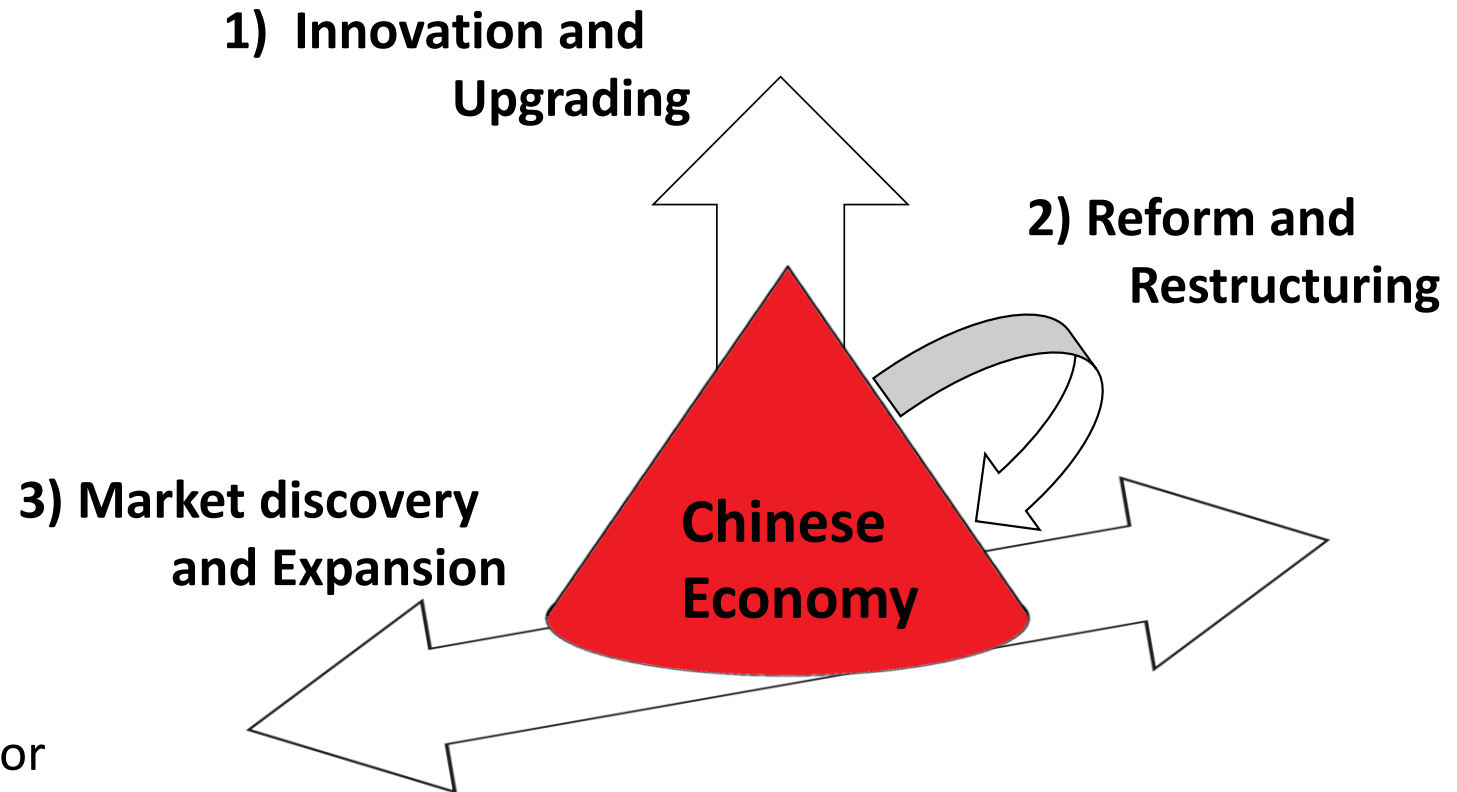 1) Innovation and
Upgrading
2) Reform and
Restructuring
3) Market discovery
and Expansion
Chinese
Economy
or